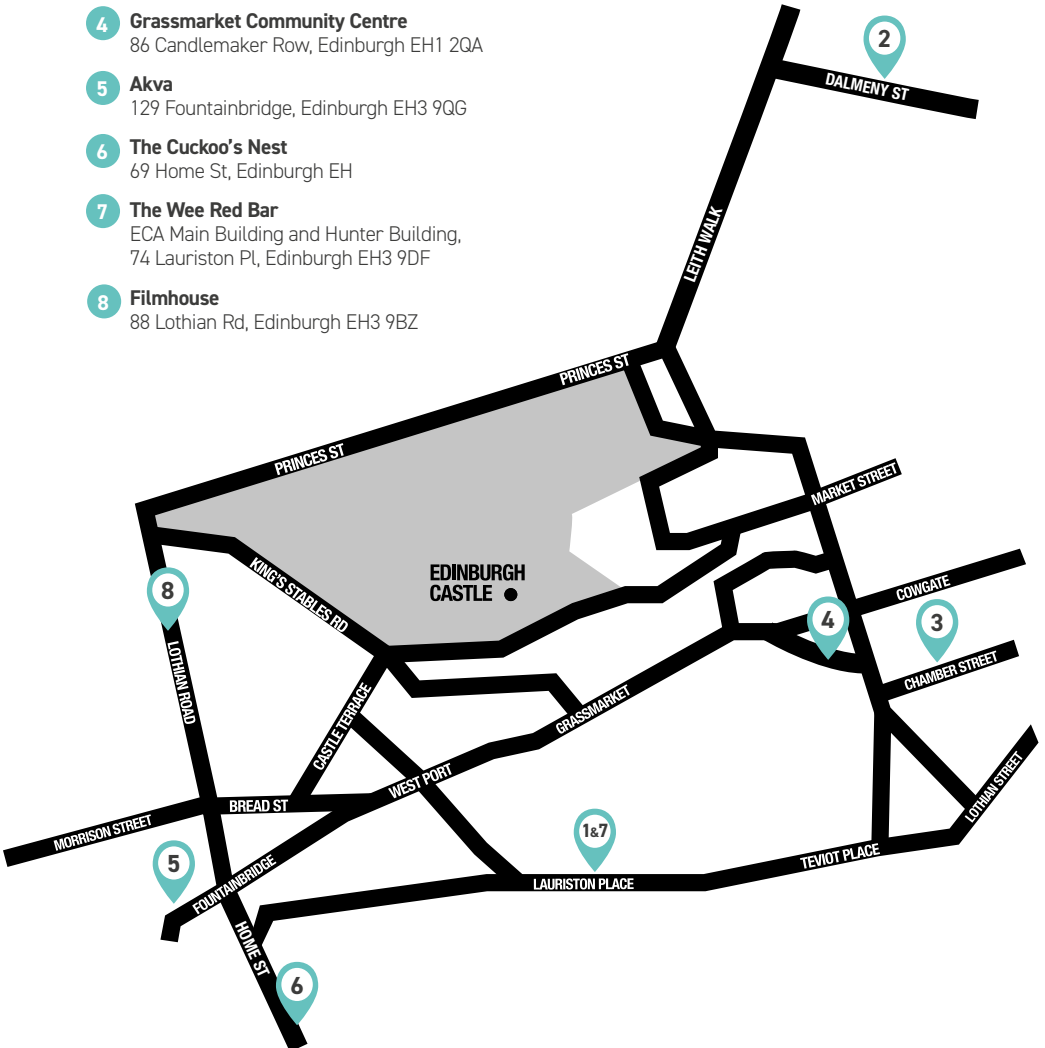 4 Grassmarket Community Centre
86 Candlemaker Row, Edinburgh EH1 2QA
5 Akva
129 Fountainbridge, Edinburgh EH3 9QG
6 The Cuckoo's Nest
69 Home St, Edinburgh EH
7 The Wee Red Bar
ECA Main Building and Hunter Building,
74 Lauriston Pl, Edinburgh EH3 9DF
8 Filmhouse
88 Lothian Rd, Edinburgh EH3 9BZ
2
DALMENY ST
LEITH WALK
PRINCES ST
PRINCES ST
MARKET STREET
KING'S STABLES RD
EDINBURGH
CASTLE
8
COWGATE
4
3
CHAMBER STREET
LOTHIAN ROAD
CASTLE TERRACE
GRASSMARKET
WEST PORT
BREAD ST
MORRISON STREET
LOTHIAN STREET
1&7
TEVIOT PLACE
5
FOUNTAINBRIDGE
LAURISTON PLACE
HOME ST
6